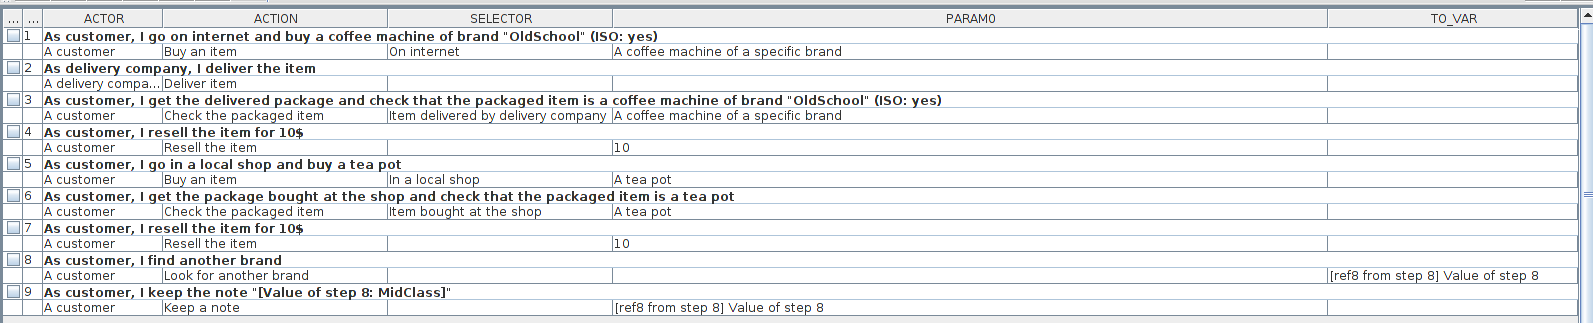 ... ... ACTOR ACTION SELECTOR PARAM0 TO_VAR
1 As customer, I go on internet and buy a coffee machine of brand "OldSchool" (ISO: yes)
A customer Buy an item On internet A coffee machine of a specific brand
2 As delivery company, I deliver the item
A delivery compa... Deliver item
3 As customer, I get the delivered package and check that the packaged item is a coffee machine of brand "OldSchool" (ISO: yes)
A customer Check the packaged item Item delivered by delivery company A coffee machine of a specific brand
4 As customer, I resell the item for 10$
A customer Resell the item 10
5 As customer, I go in a local shop and buy a tea pot
A customer Buy an item In a local shop A tea pot
6 As customer, I get the package bought at the shop and check that the packaged item is a tea pot
A customer Check the packaged item Item bought at the shop A tea pot
7 As customer, I resell the item for 10$
A customer Resell the item 10
8 As customer, I find another brand
A customer Look for another brand [ref8 from step 8] Value of step 8
9 As customer, I keep the note "[Value of step 8: MidClass]"
A customer Keep a note [ref8 from step 8] Value of step 8